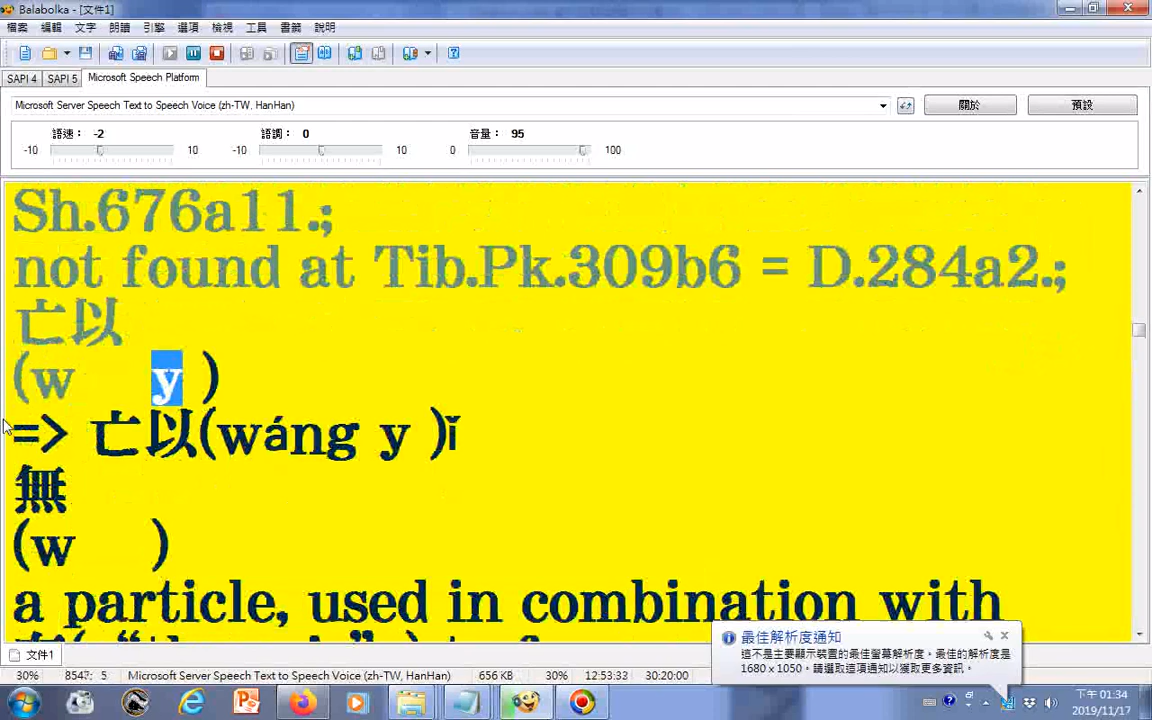 Balabolka - [文件1]
檔案 編輯 文字 朗讀 引擎 選項 檢視 工具 書籤 說明
SAPI 4 SAPI 5 Microsoft Speech Platform
Microsoft Server Speech Text to Speech Voice (zh-TW, HanHan) 關於 預設
語速： -2 語調： 0 音量： 95
-10 10 -10 10 0 100
Sh.676a11.;
not found at Tib.Pk.309b6 = D.284a2.;
亡以
(w y )
=> 亡以(wáng y )ǐ
無
(w )
a particle, used in combination with
最佳解析度通知
這不是主要顯示裝置的最佳螢幕解析度。最佳的解析度是
1680 x 1050。請選取這項通知以獲取更多資訊。
文件1
30% 8547: 5 Microsoft Server Speech Text to Speech Voice (zh-TW, HanHan) 656 KB 30% 12:53:33 30:20:00
下午 01:34
2019/11/17